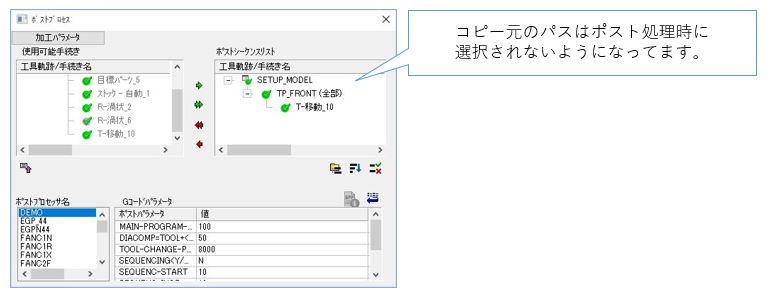 ポストプロセス
加工パラメータ
使用可能手続き
工具軌跡/手続き名
目標パーツ_5
ストック - 自動_1
R-渦状_2
R-渦状_6
T-移動_10
ポストシーケンスリスト
工具軌跡/手続き名
SETUP_MODEL
TP_FRONT (全部)
T-移動_10
コピー元のパスはポスト処理時に
選択されないようになってます。
ポストプロセッサ名
DEMO
EGP_44
EGPN44
FANC1N
FANC1R
FANC1X
FANC2F
Gコードパラメータ
ポストパラメータ 値
MAIN-PROGRAM-... 100
DIACOMP=TOOL+<... 50
TOOL-CHANGE-P... 8000
SEQUENCING<Y/... N
SEQUENC-START 10